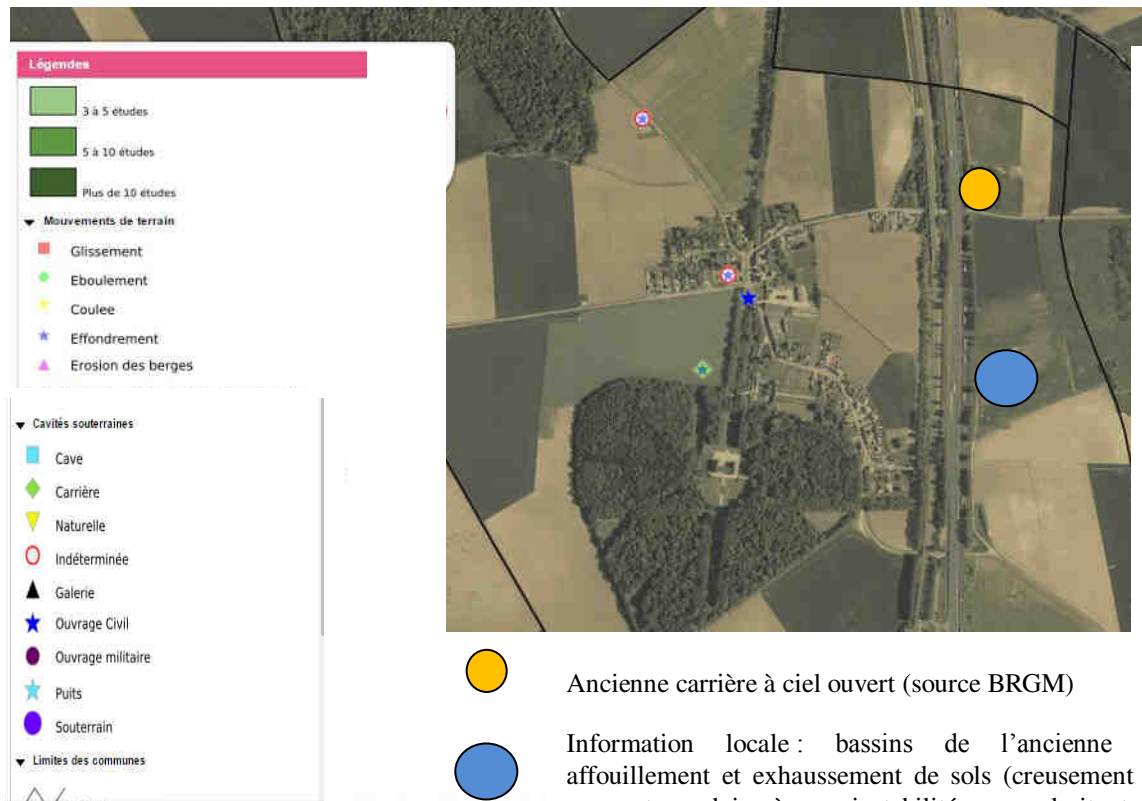 Légendes
3 à 5 études
5 à 10 études
Plus de 10 études
Mouvements de terrain
Glissement
Eboulement
Coulee
Effondrement
Erosion des berges
Cavités souterraines
Cave
Carrière
Naturelle
Indéterminée
Galerie
Ouvrage Civil
Ouvrage militaire
Puits
Souterrain
Limites des communes
Ancienne carrière à ciel ouvert (source BRGM)
Information locale : bassins de l'ancienne
affouillement et exhaussement de sols (creusement